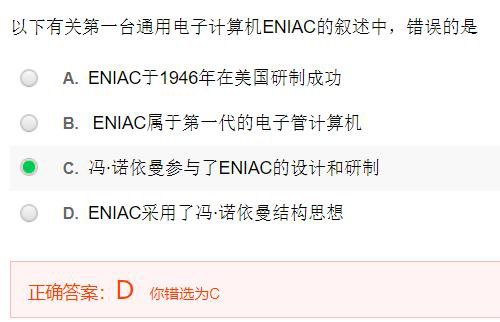 以下有关第一台通用电子计算机ENIAC的叙述中，错误的是
A. ENIAC于1946年在美国研制成功
B. ENIAC属于第一代的电子管计算机
C. 冯·诺依曼参与了ENIAC的设计和研制
D. ENIAC采用了冯·诺依曼结构思想
正确答案：D 你错选为C